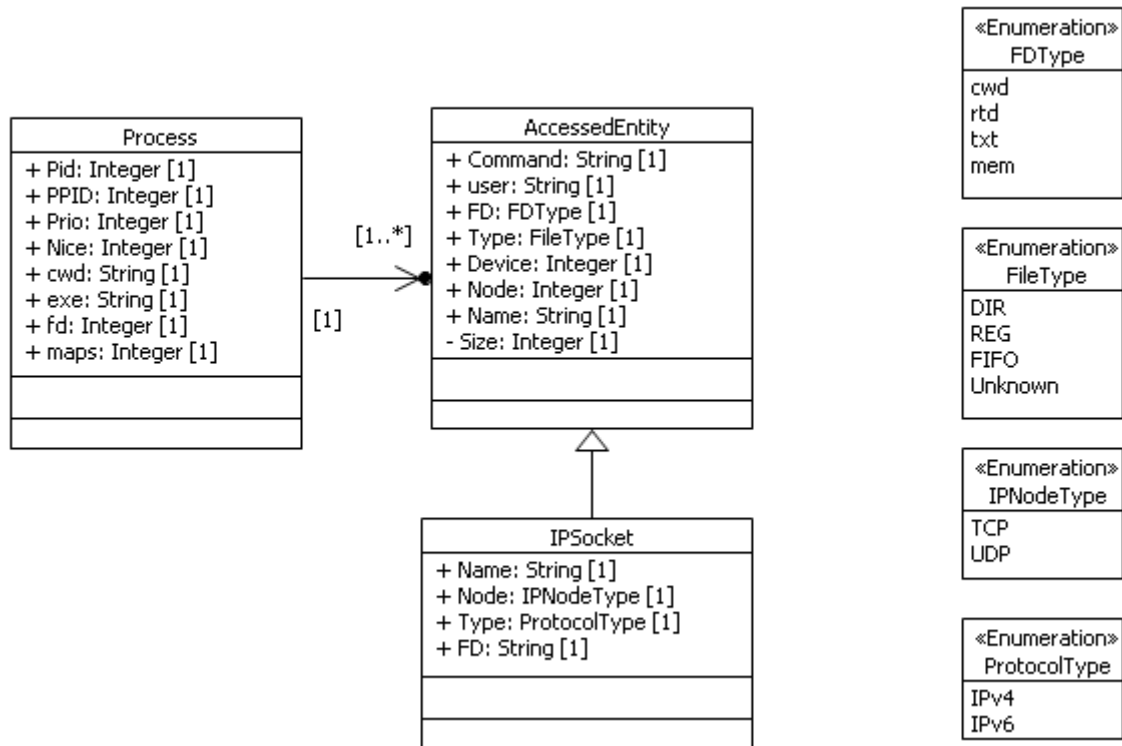 Process
+ Pid: Integer [1]
+ PPID: Integer [1]
+ Prio: Integer [1]
+ Nice: Integer [1]
+ cwd: String [1]
+ exe: String [1]
+ fd: Integer [1]
+ maps: Integer [1]
[1..*]
[1]
AccessedEntity
+ Command: String [1]
+ user: String [1]
+ FD: FDType [1]
+ Type: FileType [1]
+ Device: Integer [1]
+ Node: Integer [1]
+ Name: String [1]
- Size: Integer [1]
IPSocket
+ Name: String [1]
+ Node: IPNodeType [1]
+ Type: ProtocolType [1]
+ FD: String [1]
«Enumeration»
FDType
cwd
rtd
txt
mem
«Enumeration»
FileType
DIR
REG
FIFO
Unknown
«Enumeration»
IPNodeType
TCP
UDP
«Enumeration»
ProtocolType
IPv4
IPv6